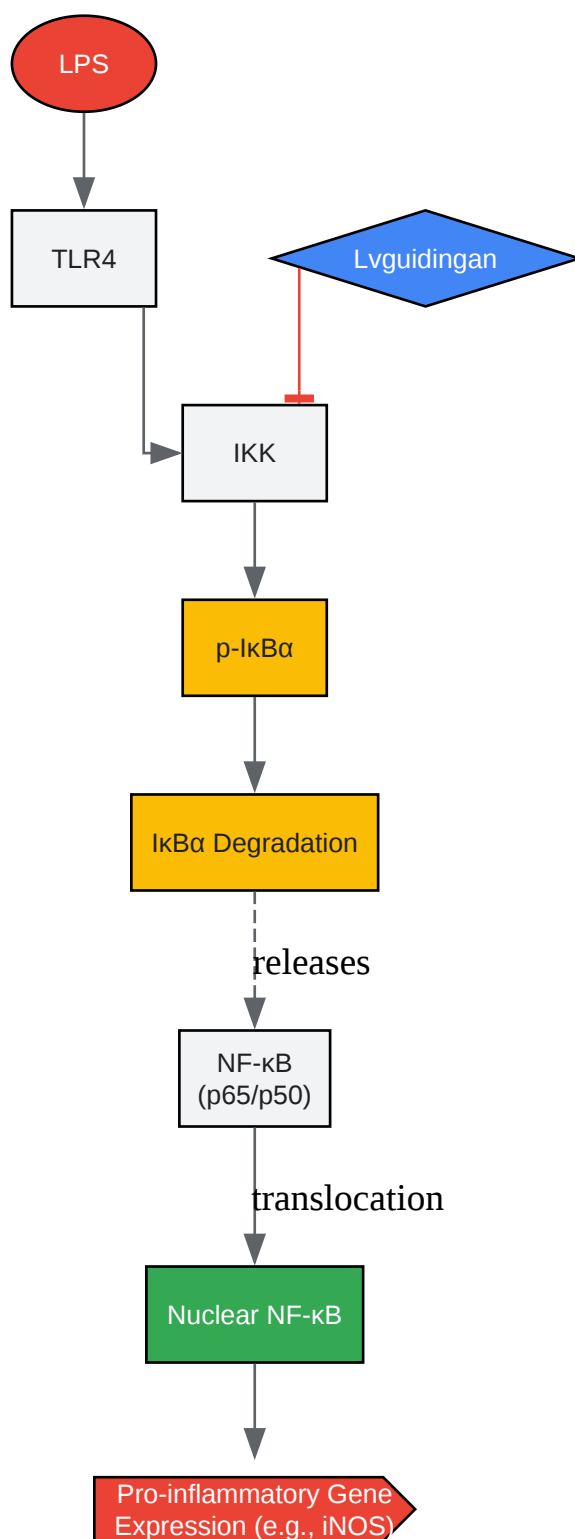 LPS
TLR4
Lvguidingan
IKK
p-IκBα
IκBα Degradation
releases
NF-κB
(p65/p50)
translocation
Nuclear NF-κB
Pro-inflammatory Gene
Expression (e.g., iNOS)